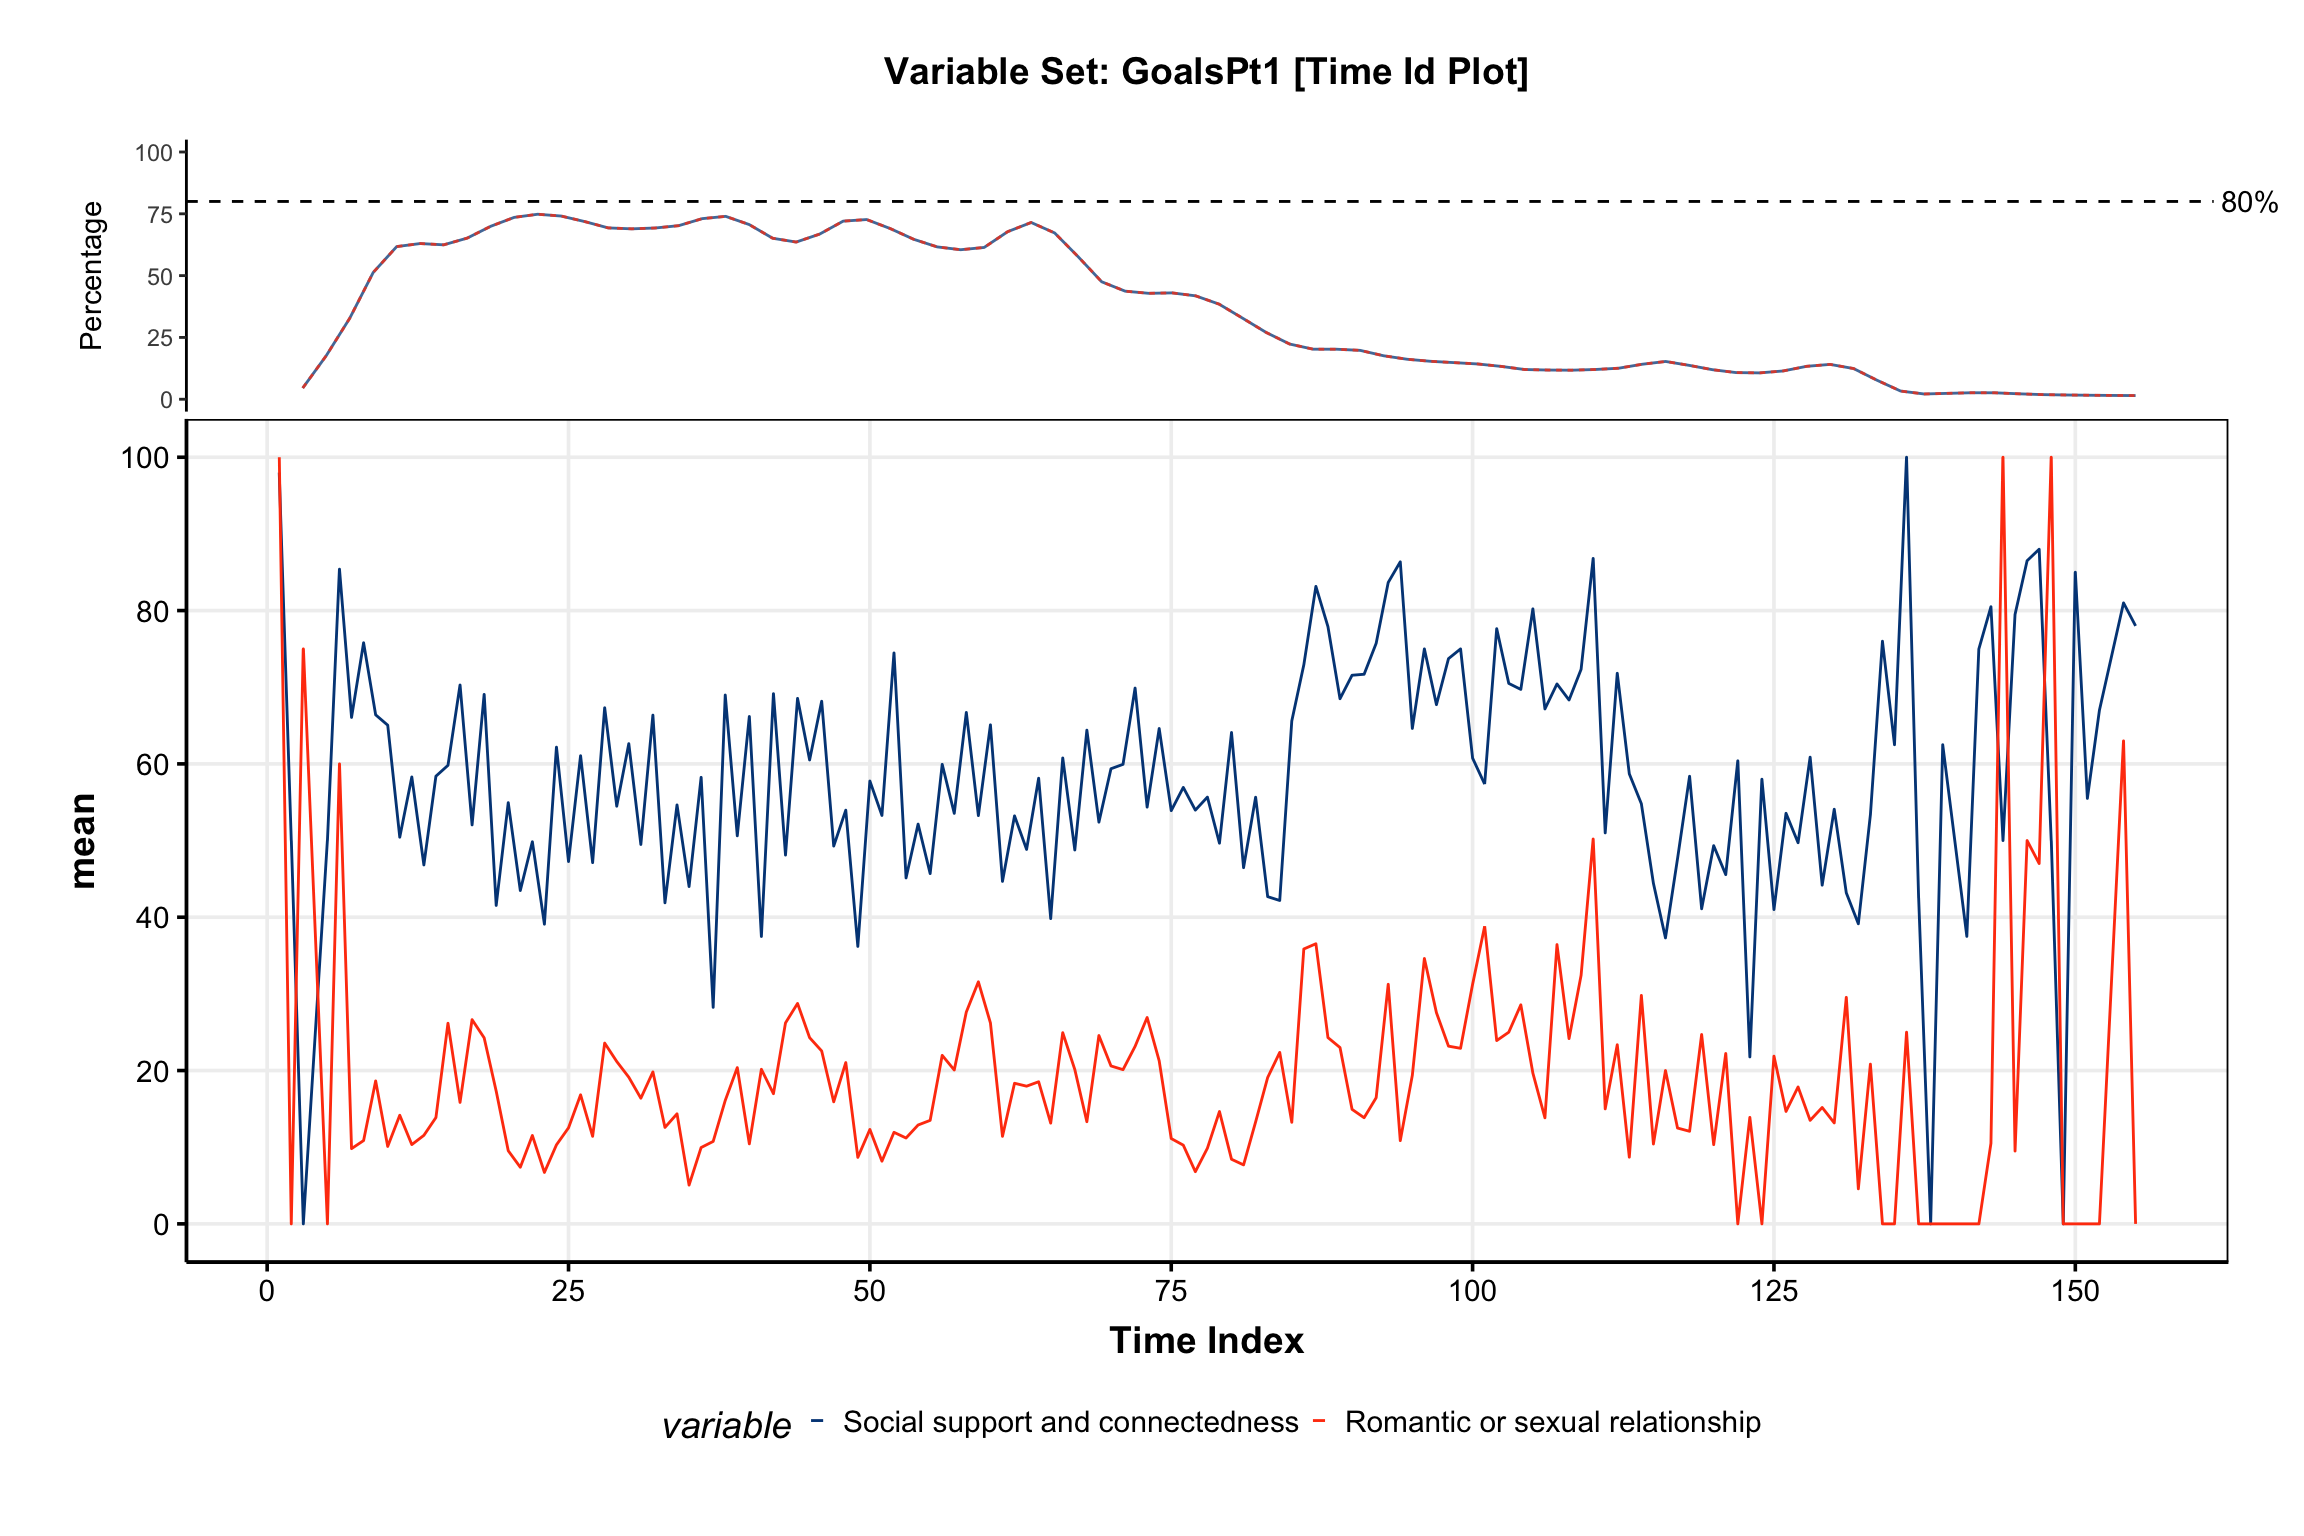 Variable Set: GoalsPt1 [Time Id Plot]
100
75
50
25
0
Percentage
80%
100
80
60
40
20
0
mean
0 25 50 75 100 125 150
Time Index
variable Social support and connectedness Romantic or sexual relationship